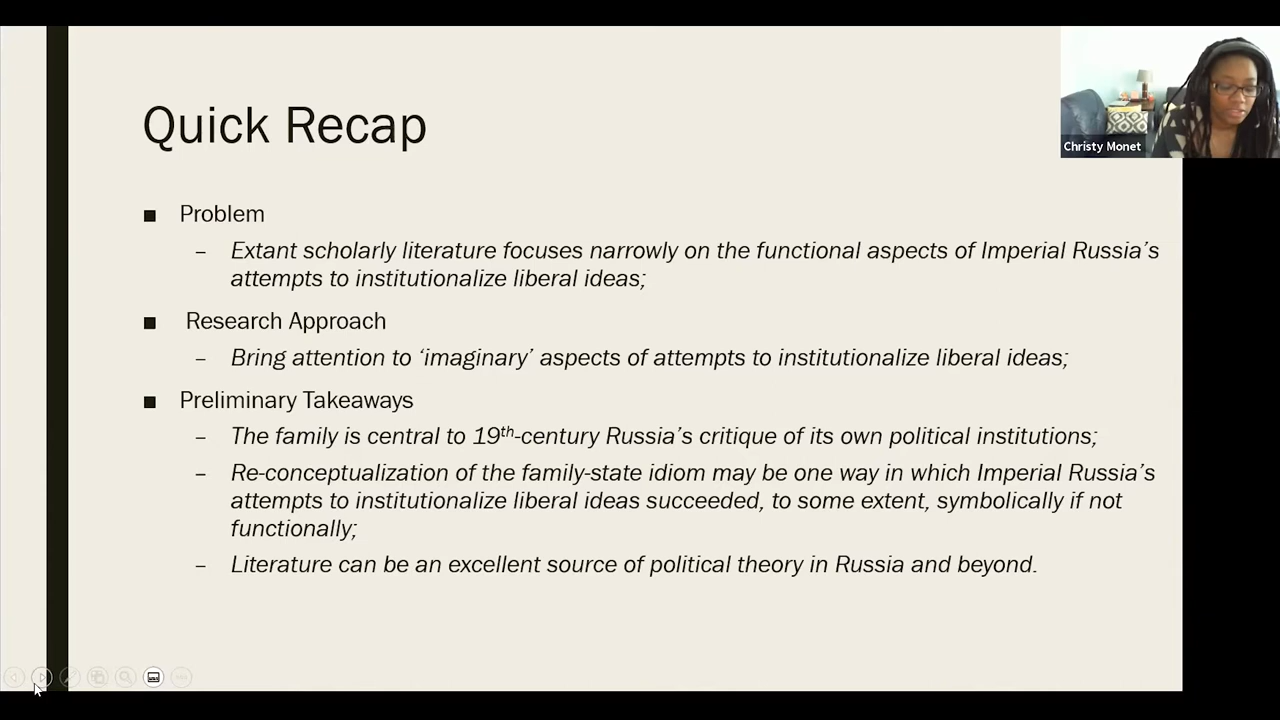 Quick Recap
Christy Monet
■ Problem
– Extant scholarly literature focuses narrowly on the functional aspects of Imperial Russia’s
attempts to institutionalize liberal ideas;
■ Research Approach
– Bring attention to ‘imaginary’ aspects of attempts to institutionalize liberal ideas;
■ Preliminary Takeaways
– The family is central to 19th-century Russia’s critique of its own political institutions;
– Re-conceptualization of the family-state idiom may be one way in which Imperial Russia’s
attempts to institutionalize liberal ideas succeeded, to some extent, symbolically if not
functionally;
– Literature can be an excellent source of political theory in Russia and beyond.